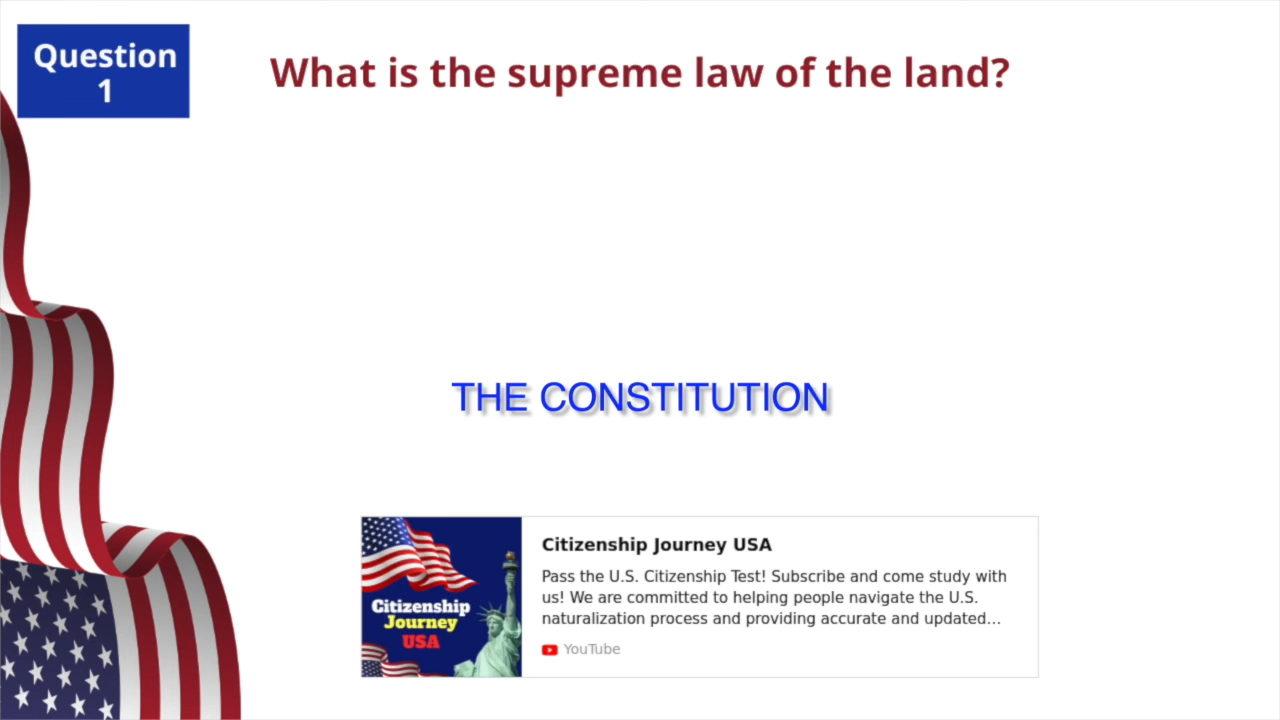 Question
1
What is the supreme law of the land?
THE CONSTITUTION
Citizenship
Journey
USA
Citizenship Journey USA
Pass the U.S. Citizenship Test! Subscribe and come study with
us! We are committed to helping people navigate the U.S.
naturalization process and providing accurate and updated...
YouTube